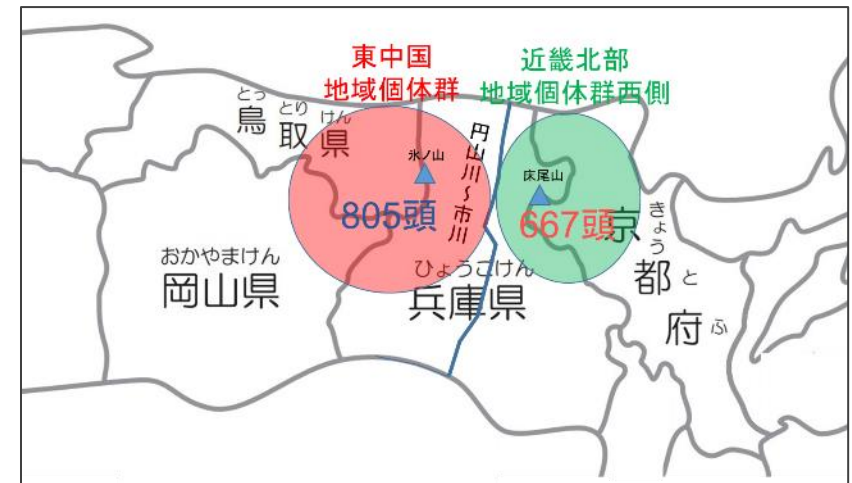 東中国
地域個体群
近畿北部
地域個体群西側
とっとりけん
鳥取県
氷ノ山
円山川~市川
床尾山
805頭
667頭
きょうとふ
京都府
おかやまけん
岡山県
ひょうごけん
兵庫県